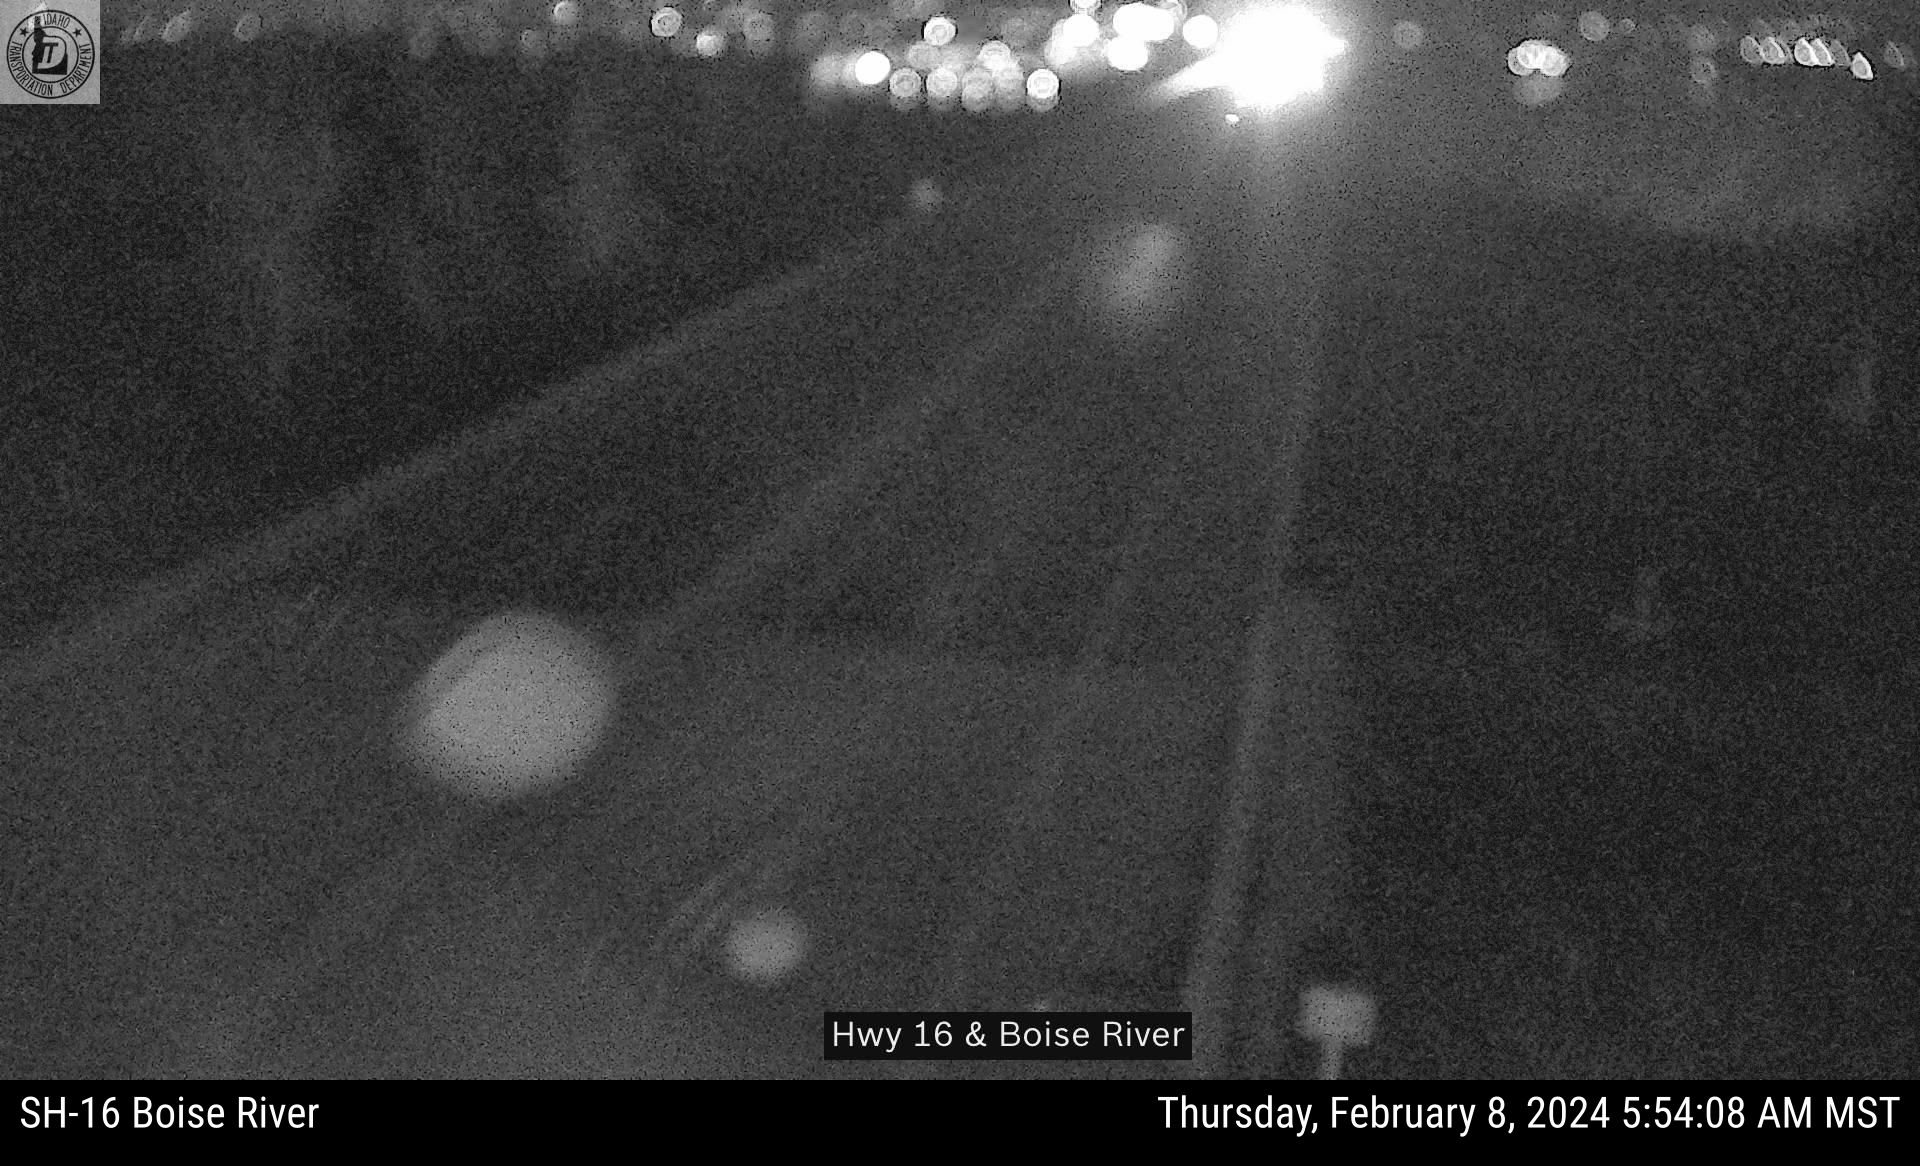 IDAHO
TRANSPORTATION DEPARTMENT
Hwy 16 & Boise River
SH-16 Boise River
Thursday, February 8, 2024 5:54:08 AM MST